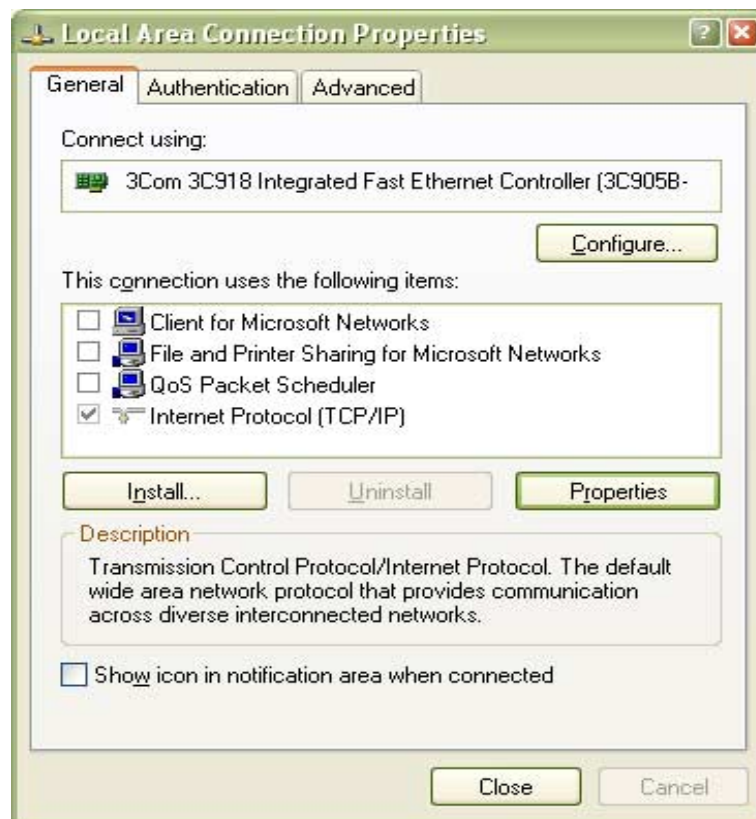 Local Area Connection Properties
General
Authentication
Advanced
Connect using:
3Com 3C918 Integrated Fast Ethernet Controller (3C905B-
Configure...
This connection uses the following items:
Client for Microsoft Networks
File and Printer Sharing for Microsoft Networks
QoS Packet Scheduler
Internet Protocol (TCP/IP)
Install...
Uninstall
Properties
Description
Transmission Control Protocol/Internet Protocol. The default
wide area network protocol that provides communication
across diverse interconnected networks.
Show icon in notification area when connected
Close
Cancel